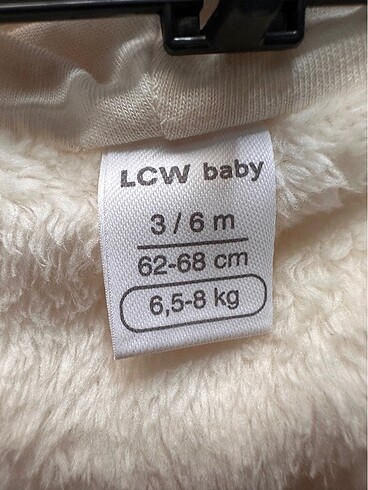 LCW baby
3 / 6 m
62-68 cm
6,5-8 kg